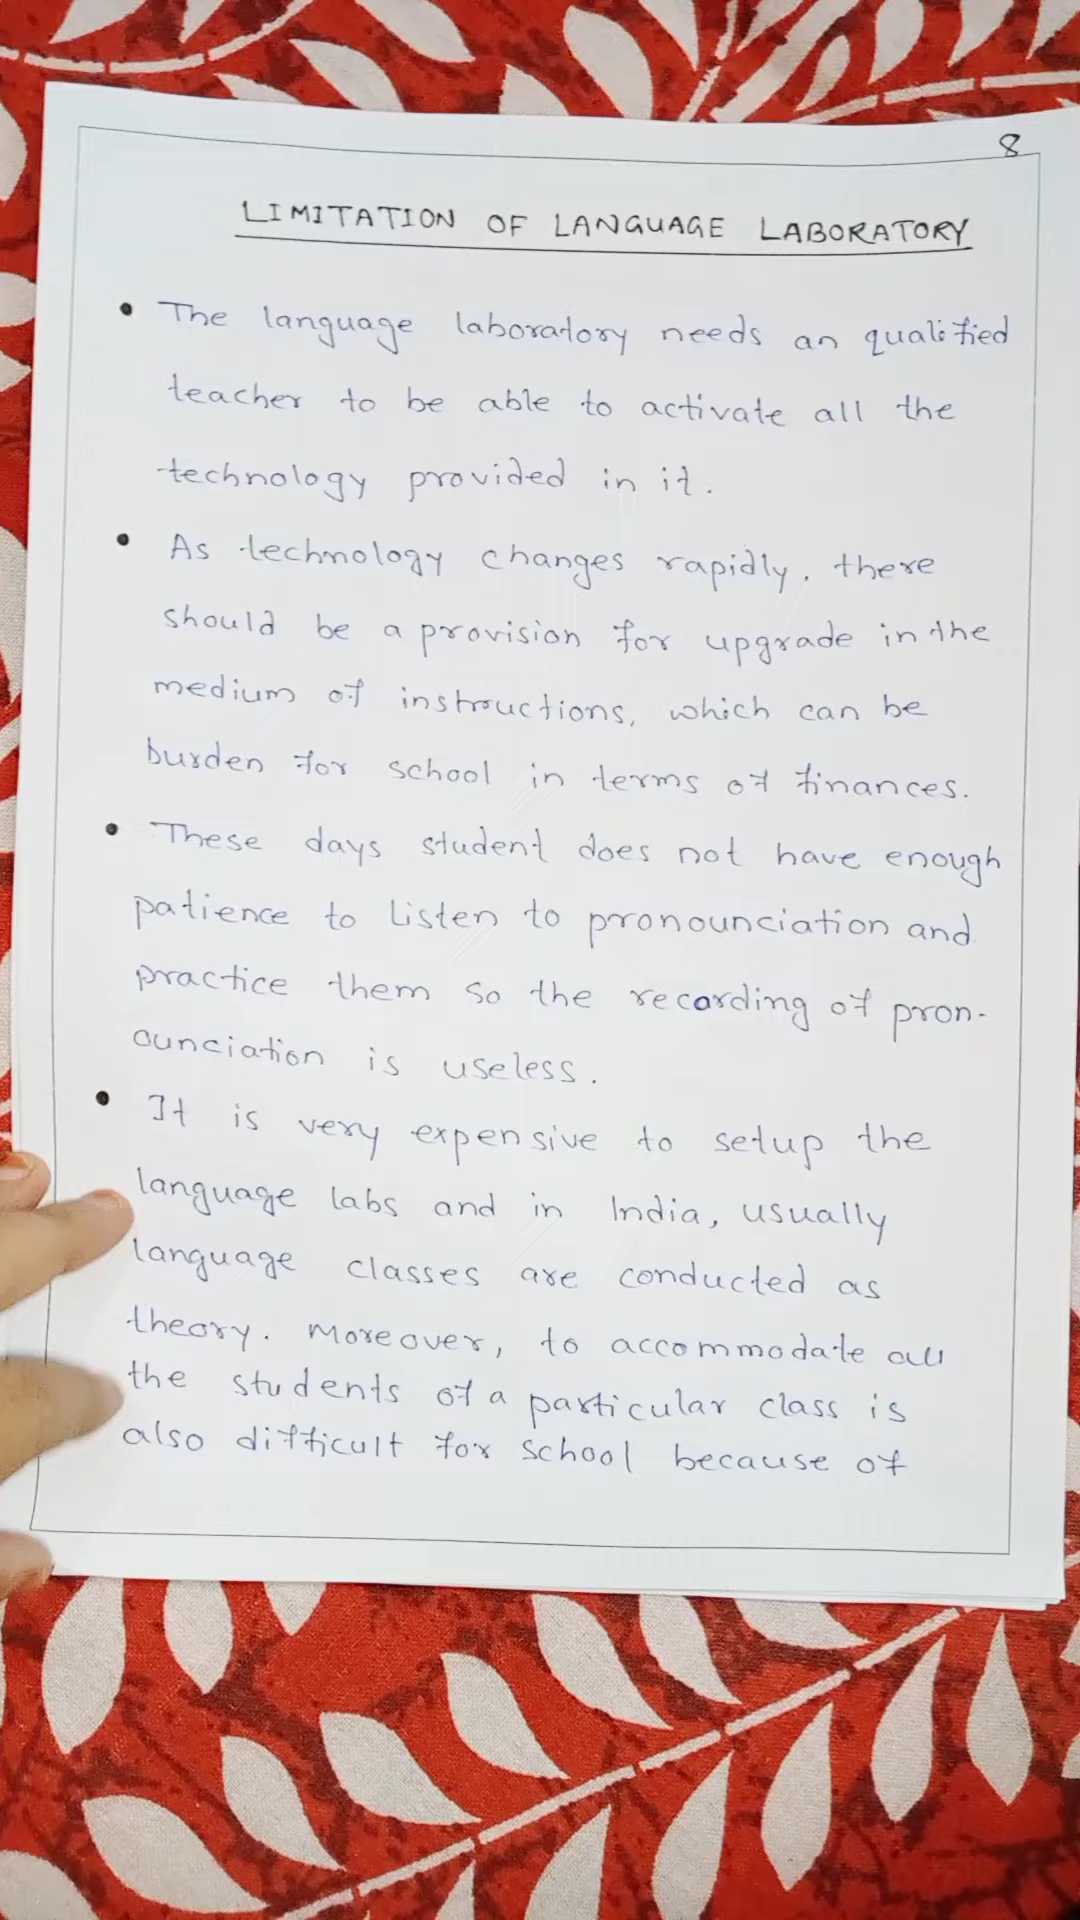 8
LIMITATION OF LANGUAGE LABORATORY
• The language laboratory needs an qualified
teacher to be able to activate all the
technology provided in it.
• As technology changes rapidly, there
should be a provision for upgrade in the
medium of instructions, which can be
burden for school in terms of finances.
• These days student does not have enough
patience to listen to pronounciation and
practice them so the recording of pron-
ounciation is useless.
• It is very expensive to setup the
language labs and in India, usually
language classes are conducted as
theory. Moreover, to accommodate all
the students of a particular class is
also difficult for school because of